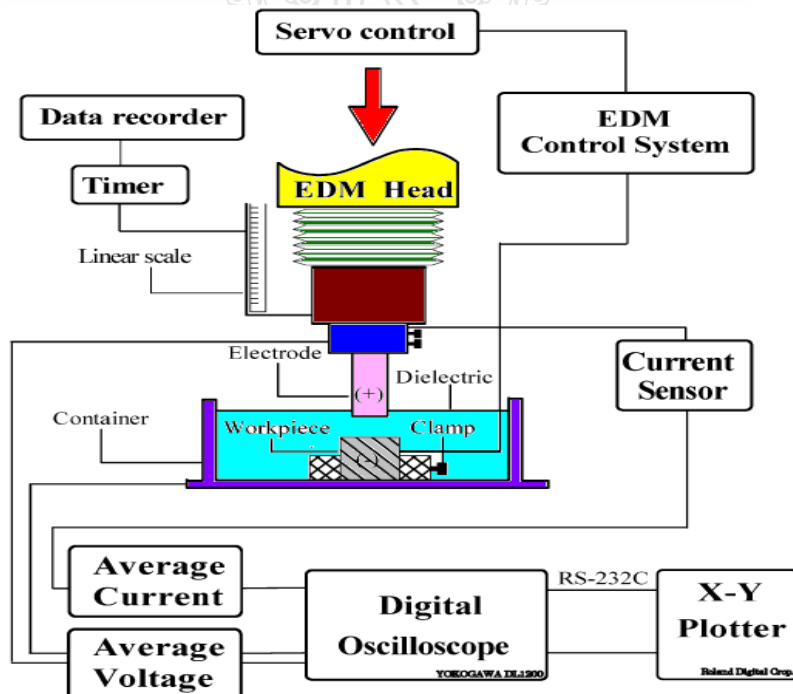 Servo control
Data recorder
EDM
Control System
Timer
EDM Head
Linear scale
Electrode
(+)
Dielectric
Current
Sensor
Container
Workpiece
Clamp
(-)
Average
Current
RS-232C
Digital
Oscilloscope
YOKOGAWA DL1200
X-Y
Plotter
Roland Digital Crop.
Average
Voltage